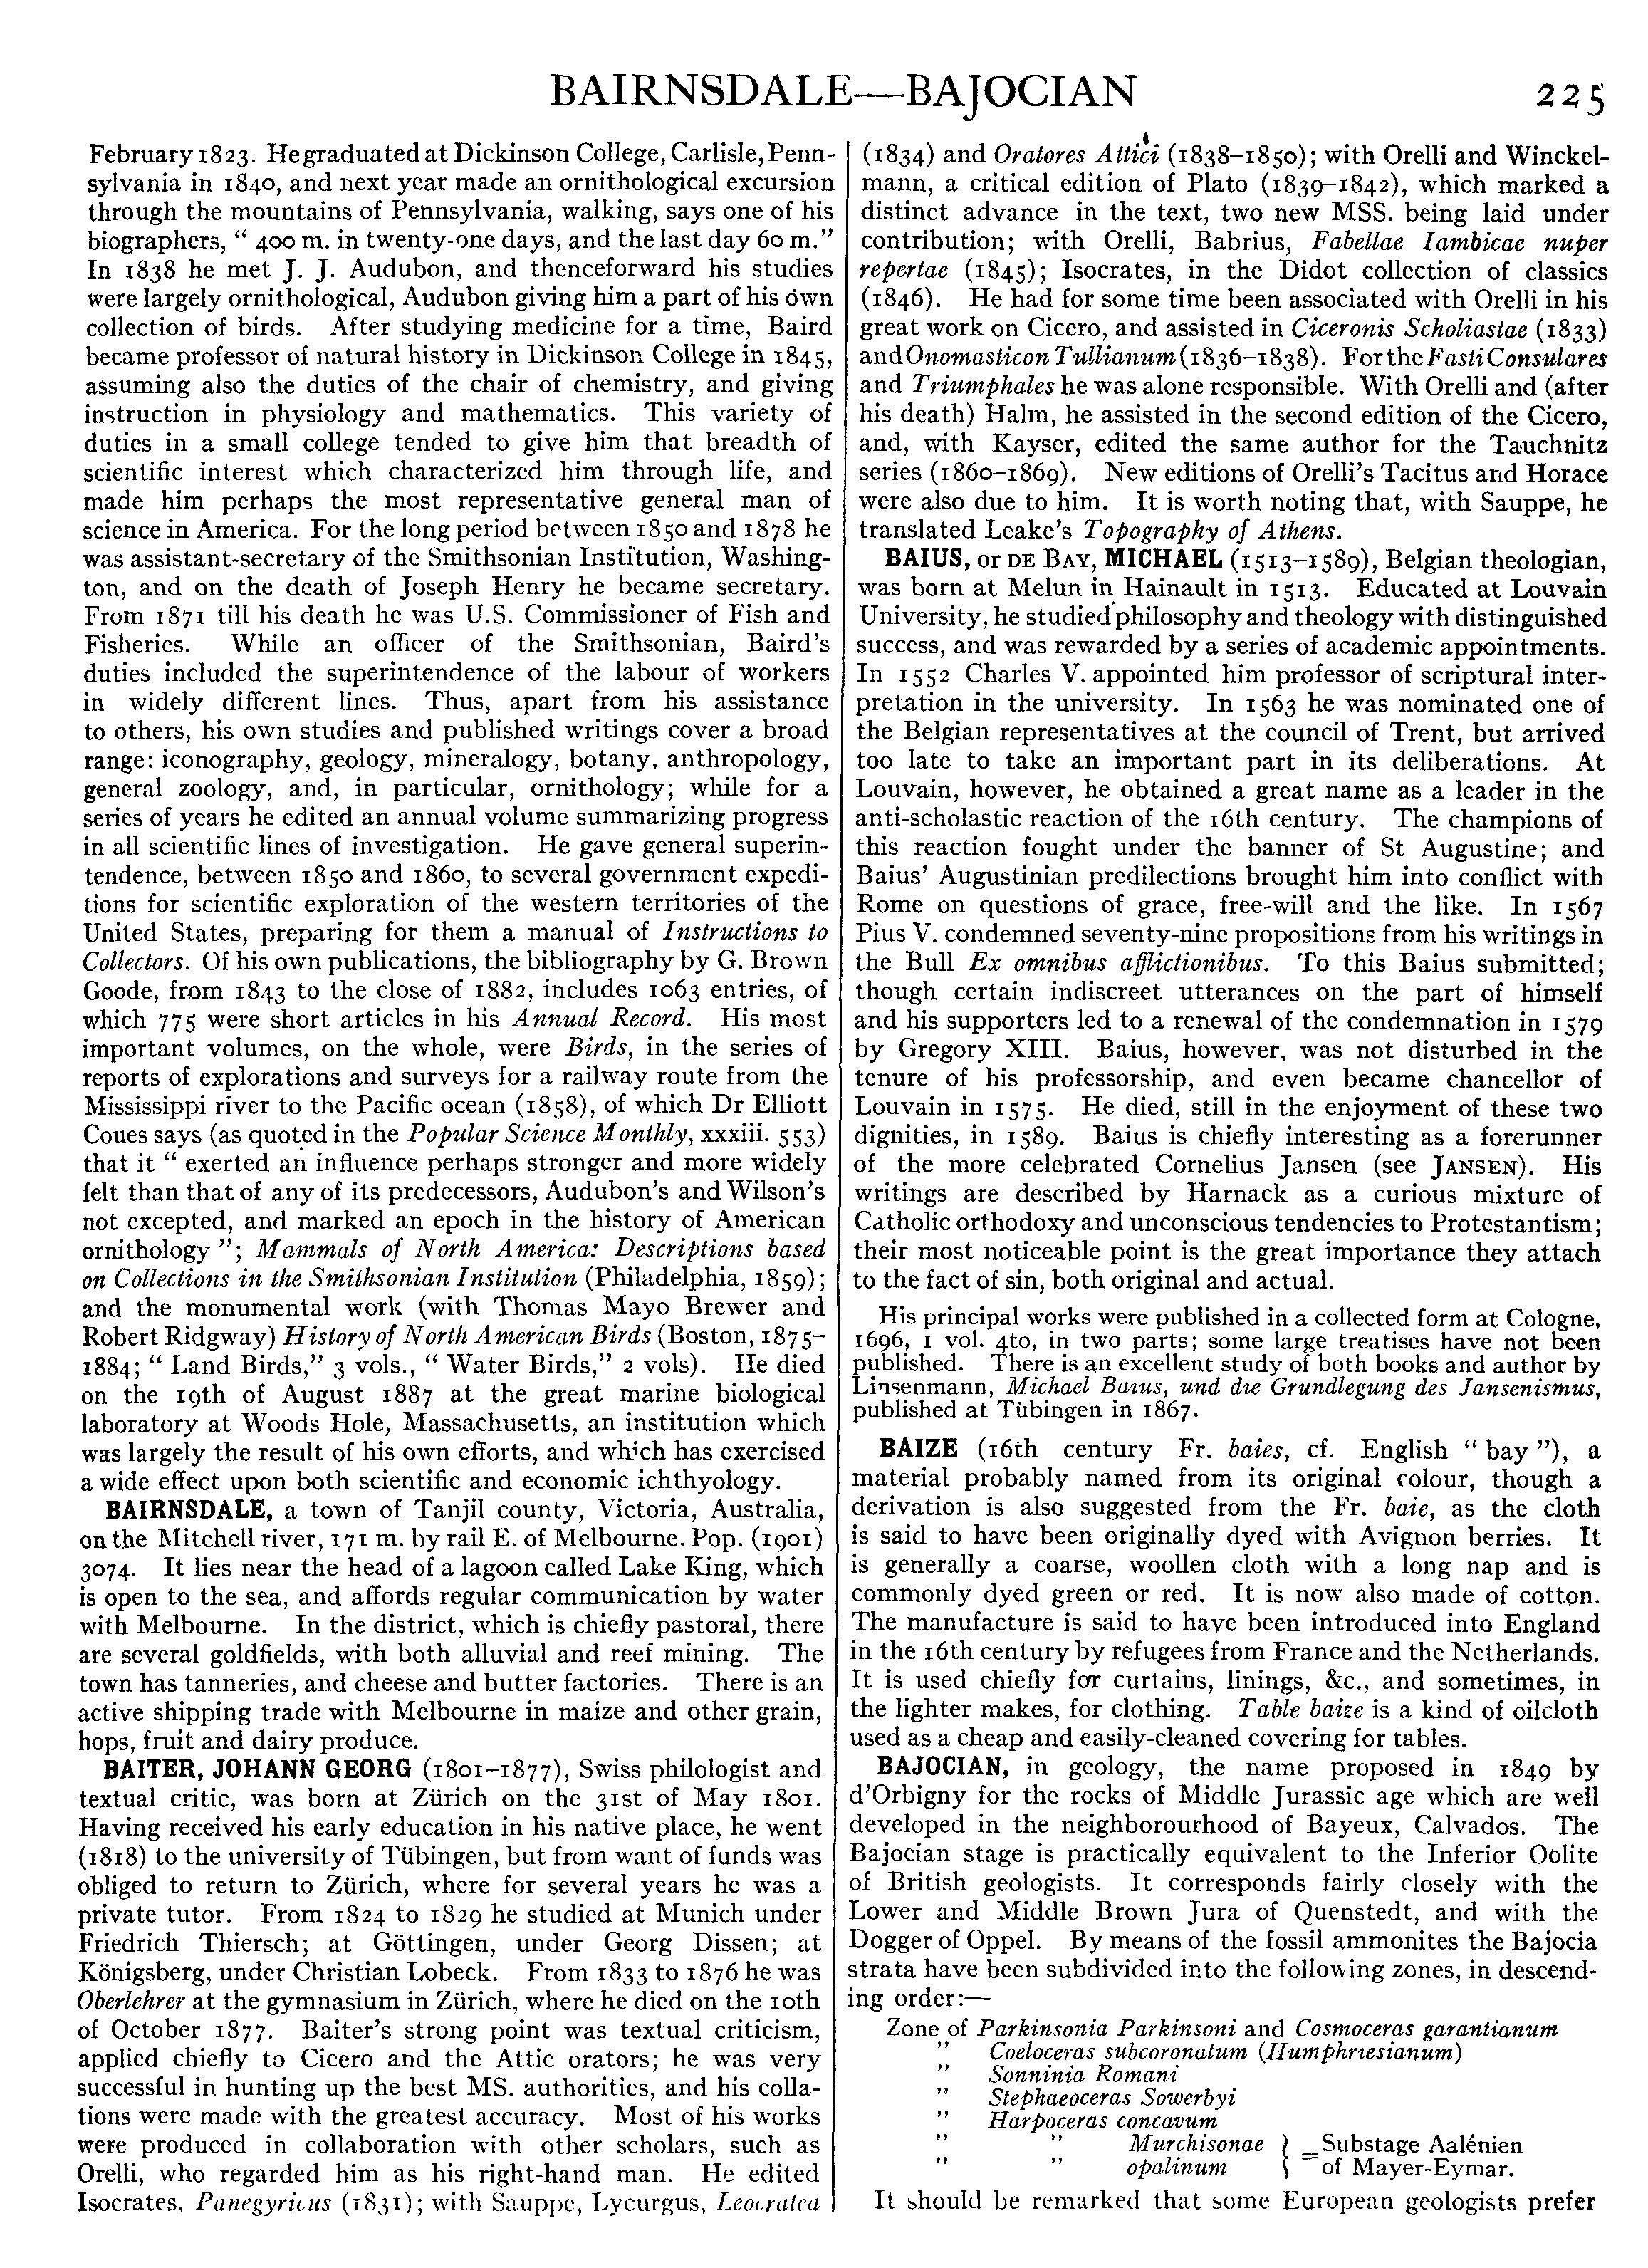 BAIRNSDALE—BAJOCIAN
225
February 1823. He graduated at Dickinson College, Carlisle, Penn-
sylvania in 1840, and next year made an ornithological excursion
through the mountains of Pennsylvania, walking, says one of his
biographers, “ 400 m. in twenty-one days, and the last day 60 m.”
In 1838 he met J. J. Audubon, and thenceforward his studies
were largely ornithological, Audubon giving him a part of his own
collection of birds. After studying medicine for a time, Baird
became professor of natural history in Dickinson College in 1845,
assuming also the duties of the chair of chemistry, and giving
instruction in physiology and mathematics. This variety of
duties in a small college tended to give him that breadth of
scientific interest which characterized him through life, and
made him perhaps the most representative general man of
science in America. For the long period between 1850 and 1878 he
was assistant-secretary of the Smithsonian Institution, Washing-
ton, and on the death of Joseph Henry he became secretary.
From 1871 till his death he was U.S. Commissioner of Fish and
Fisheries. While an officer of the Smithsonian, Baird’s
duties included the superintendence of the labour of workers
in widely different lines. Thus, apart from his assistance
to others, his own studies and published writings cover a broad
range: iconography, geology, mineralogy, botany, anthropology,
general zoology, and, in particular, ornithology; while for a
series of years he edited an annual volume summarizing progress
in all scientific lines of investigation. He gave general superin-
tendence, between 1850 and 1860, to several government expedi-
tions for scientific exploration of the western territories of the
United States, preparing for them a manual of Instructions to
Collectors. Of his own publications, the bibliography by G. Brown
Goode, from 1843 to the close of 1882, includes 1063 entries, of
which 775 were short articles in his Annual Record. His most
important volumes, on the whole, were Birds, in the series of
reports of explorations and surveys for a railway route from the
Mississippi river to the Pacific ocean (1858), of which Dr Elliott
Coues says (as quoted in the Popular Science Monthly, xxxiii. 553)
that it “ exerted an influence perhaps stronger and more widely
felt than that of any of its predecessors, Audubon’s and Wilson’s
not excepted, and marked an epoch in the history of American
ornithology ”; Mammals of North America: Descriptions based
on Collections in the Smithsonian Institution (Philadelphia, 1859);
and the monumental work (with Thomas Mayo Brewer and
Robert Ridgway) History of North American Birds (Boston, 1875–
1884; “ Land Birds,” 3 vols., “ Water Birds,” 2 vols). He died
on the 19th of August 1887 at the great marine biological
laboratory at Woods Hole, Massachusetts, an institution which
was largely the result of his own efforts, and which has exercised
a wide effect upon both scientific and economic ichthyology.
BAIRNSDALE, a town of Tanjil county, Victoria, Australia,
on the Mitchell river, 171 m. by rail E. of Melbourne. Pop. (1901)
3074. It lies near the head of a lagoon called Lake King, which
is open to the sea, and affords regular communication by water
with Melbourne. In the district, which is chiefly pastoral, there
are several goldfields, with both alluvial and reef mining. The
town has tanneries, and cheese and butter factories. There is an
active shipping trade with Melbourne in maize and other grain,
hops, fruit and dairy produce.
BAITER, JOHANN GEORG (1801–1877), Swiss philologist and
textual critic, was born at Zürich on the 31st of May 1801.
Having received his early education in his native place, he went
(1818) to the university of Tübingen, but from want of funds was
obliged to return to Zürich, where for several years he was a
private tutor. From 1824 to 1829 he studied at Munich under
Friedrich Thiersch; at Göttingen, under Georg Dissen; at
Königsberg, under Christian Lobeck. From 1833 to 1876 he was
Oberlehrer at the gymnasium in Zürich, where he died on the 10th
of October 1877. Baiter’s strong point was textual criticism,
applied chiefly to Cicero and the Attic orators; he was very
successful in hunting up the best MS. authorities, and his colla-
tions were made with the greatest accuracy. Most of his works
were produced in collaboration with other scholars, such as
Orelli, who regarded him as his right-hand man. He edited
Isocrates, Panegyricus (1831); with Sauppe, Lycurgus, Leocratea
(1834) and Oratores Attici (1838–1850); with Orelli and Winckel-
mann, a critical edition of Plato (1839–1842), which marked a
distinct advance in the text, two new MSS. being laid under
contribution; with Orelli, Babrius, Fabellae Iambicae nuper
repertae (1845); Isocrates, in the Didot collection of classics
(1846). He had for some time been associated with Orelli in his
great work on Cicero, and assisted in Ciceronis Scholiastae (1833)
and Onomasticon Tullianum (1836–1838). For the Fasti Consulares
and Triumphales he was alone responsible. With Orelli and (after
his death) Halm, he assisted in the second edition of the Cicero,
and, with Kayser, edited the same author for the Tauchnitz
series (1860–1869). New editions of Orelli’s Tacitus and Horace
were also due to him. It is worth noting that, with Sauppe, he
translated Leake’s Topography of Athens.
BAIUS, or DE BAY, MICHAEL (1513–1589), Belgian theologian,
was born at Melun in Hainault in 1513. Educated at Louvain
University, he studied philosophy and theology with distinguished
success, and was rewarded by a series of academic appointments.
In 1552 Charles V. appointed him professor of scriptural inter-
pretation in the university. In 1563 he was nominated one of
the Belgian representatives at the council of Trent, but arrived
too late to take an important part in its deliberations. At
Louvain, however, he obtained a great name as a leader in the
anti-scholastic reaction of the 16th century. The champions of
this reaction fought under the banner of St Augustine; and
Baius’ Augustinian predilections brought him into conflict with
Rome on questions of grace, free-will and the like. In 1567
Pius V. condemned seventy-nine propositions from his writings in
the Bull Ex omnibus afflictionibus. To this Baius submitted;
though certain indiscreet utterances on the part of himself
and his supporters led to a renewal of the condemnation in 1579
by Gregory XIII. Baius, however, was not disturbed in the
tenure of his professorship, and even became chancellor of
Louvain in 1575. He died, still in the enjoyment of these two
dignities, in 1589. Baius is chiefly interesting as a forerunner
of the more celebrated Cornelius Jansen (see JANSEN). His
writings are described by Harnack as a curious mixture of
Catholic orthodoxy and unconscious tendencies to Protestantism;
their most noticeable point is the great importance they attach
to the fact of sin, both original and actual.
His principal works were published in a collected form at Cologne,
1696, 1 vol. 4to, in two parts; some large treatises have not been
published. There is an excellent study of both books and author by
Linsenmann, Michael Baius, und die Grundlegung des Jansenismus,
published at Tübingen in 1867.
BAIZE (16th century Fr. baies, cf. English “ bay ”), a
material probably named from its original colour, though a
derivation is also suggested from the Fr. baie, as the cloth
is said to have been originally dyed with Avignon berries. It
is generally a coarse, woollen cloth with a long nap and is
commonly dyed green or red. It is now also made of cotton.
The manufacture is said to have been introduced into England
in the 16th century by refugees from France and the Netherlands.
It is used chiefly for curtains, linings, &c., and sometimes, in
the lighter makes, for clothing. Table baize is a kind of oilcloth
used as a cheap and easily-cleaned covering for tables.
BAJOCIAN, in geology, the name proposed in 1849 by
d’Orbigny for the rocks of Middle Jurassic age which are well
developed in the neighborourhood of Bayeux, Calvados. The
Bajocian stage is practically equivalent to the Inferior Oolite
of British geologists. It corresponds fairly closely with the
Lower and Middle Brown Jura of Quenstedt, and with the
Dogger of Oppel. By means of the fossil ammonites the Bajocia
strata have been subdivided into the following zones, in descend-
ing order:—
Zone of Parkinsonia Parkinsoni and Cosmoceras garantianum
” Coeloceras subcoronatum (Humphriesianum)
” Sonninia Romani
” Stephaeoceras Sowerbyi
” Harpoceras concavum
” ” Murchisonae } = Substage Aalénien
” ” opalinum } of Mayer-Eymar.
It should be remarked that some European geologists prefer